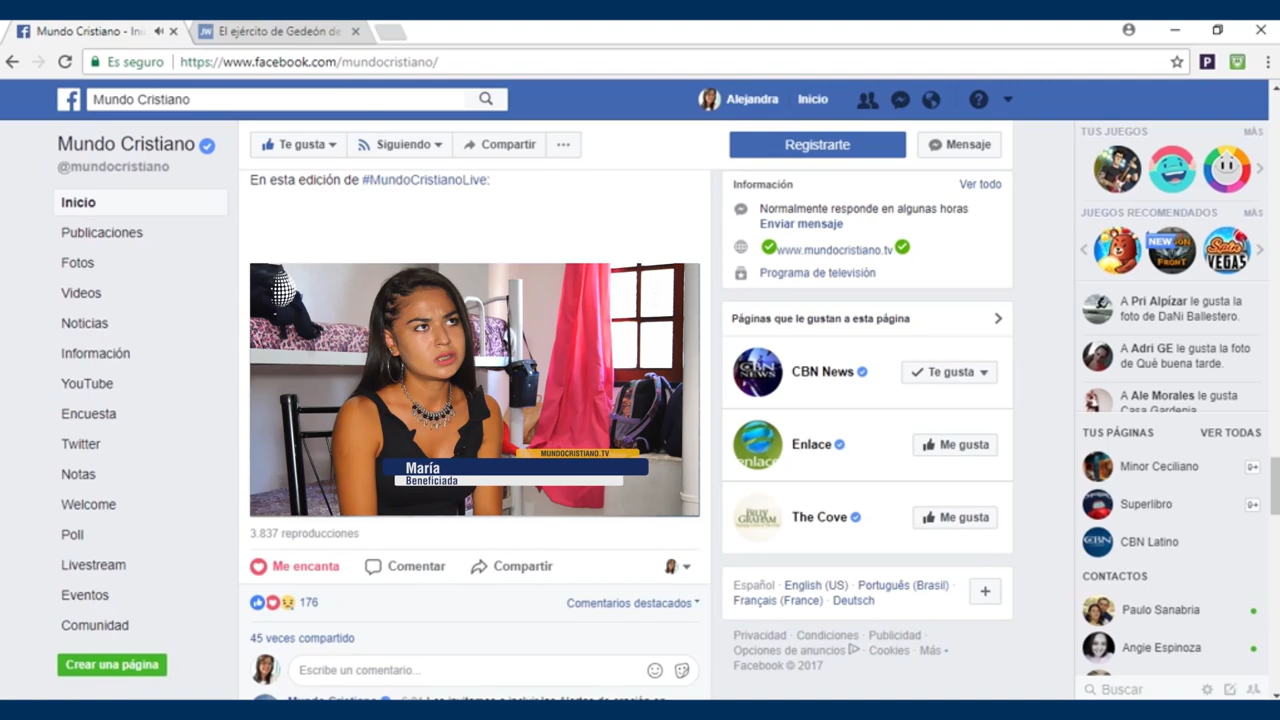 Mundo Cristiano - Ini
El ejército de Gedeón de
Es seguro
https://www.facebook.com/mundocristiano/
Mundo Cristiano
Alejandra
Inicio
Mundo Cristiano
@mundocristiano
Inicio
Publicaciones
Fotos
Videos
Noticias
Información
YouTube
Encuesta
Twitter
Notas
Welcome
Poll
Livestream
Eventos
Comunidad
Crear una página
Te gusta
Siguiendo
Compartir
En esta edición de #MundoCristianoLive:
MUNDOCRISTIANO.TV
María
Beneficiada
3.837 reproducciones
Me encanta
Comentar
Compartir
176
Comentarios destacados
45 veces compartido
Escribe un comentario...
Registrarte
Mensaje
Información
Ver todo
Normalmente responde en algunas horas
Enviar mensaje
www.mundocristiano.tv
Programa de televisión
Páginas que le gustan a esta página
CBN News
Te gusta
Enlace
Me gusta
The Cove
Me gusta
Español · English (US) · Português (Brasil) ·
Français (France) · Deutsch
Privacidad · Condiciones · Publicidad ·
Opciones de anuncios · Cookies · Más
Facebook © 2017
TUS JUEGOS
MÁS
JUEGOS RECOMENDADOS
MÁS
A Pri Alpízar le gusta la
foto de DaNi Ballestero.
A Adri GE le gusta la foto
de Qué buena tarde.
A Ale Morales le gusta
Casa Gardenia
TUS PÁGINAS
VER TODAS
Minor Ceciliano
Superlibro
CBN Latino
CONTACTOS
Paulo Sanabria
Angie Espinoza
Buscar